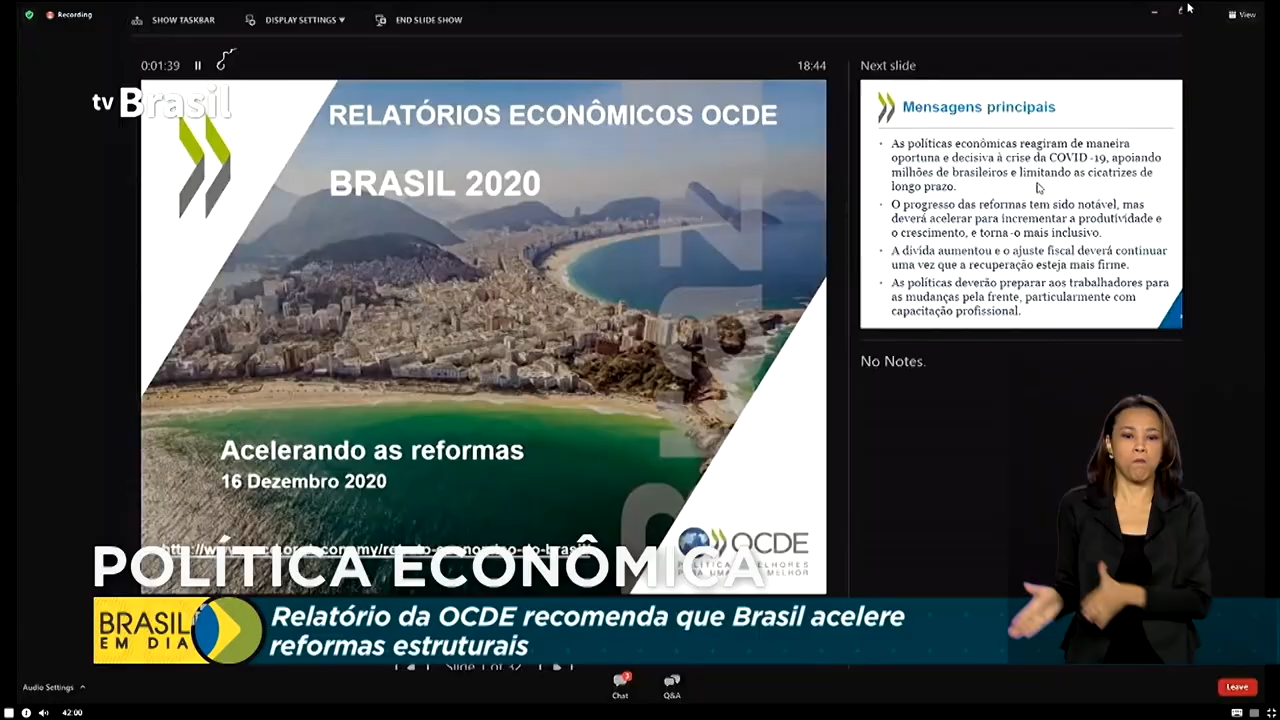 Recording
SHOW TASKBAR
DISPLAY SETTINGS ▼
END SLIDE SHOW
View
0:01:39
18:44
Next slide
tv Brasil
RELATÓRIOS ECONÔMICOS OCDE
BRASIL 2020
Mensagens principais
• As políticas econômicas reagiram de maneira
oportuna e decisiva à crise da COVID -19, apoiando
milhões de brasileiros e limitando as cicatrizes de
longo prazo.
• O progresso das reformas tem sido notável, mas
deverá acelerar para incrementar a produtividade e
o crescimento, e torna -o mais inclusivo.
• A divida aumentou e o ajuste fiscal deverá continuar
uma vez que a recuperação esteja mais firme.
• As políticas deverão preparar aos trabalhadores para
as mudanças pela frente, particularmente com
capacitação profissional.
No Notes.
Acelerando as reformas
16 Dezembro 2020
OCDE
POLÍTICA ECONÔMICA
BRASIL
EM DIA
Relatório da OCDE recomenda que Brasil acelere
reformas estruturais
Slide 1 of 32
Audio Settings
Chat
Q&A
Leave
42:00